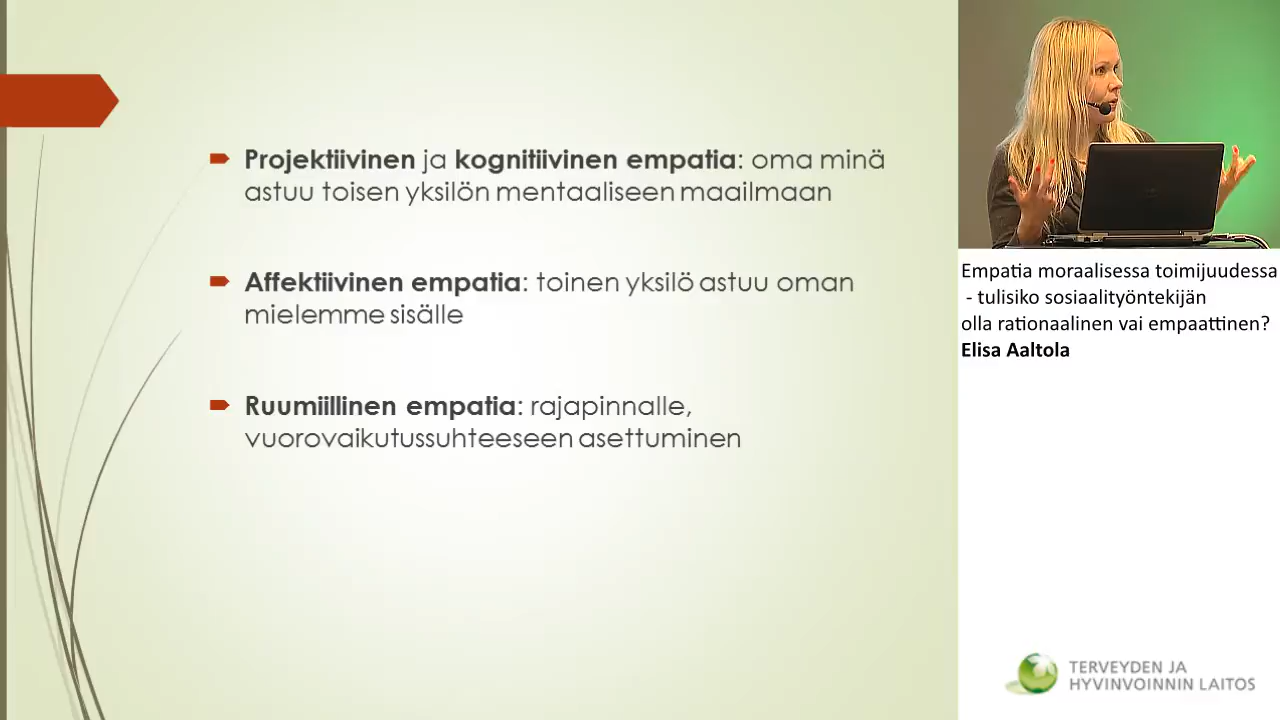 Projektiivinen ja kognitiivinen empatia: oma minä
astuu toisen yksilön mentaaliseen maailmaan
Affektiivinen empatia: toinen yksilö astuu oman
mielemme sisälle
Ruumiillinen empatia: rajapinnalle,
vuorovaikutussuhteeseen asettuminen
Empatia moraalisessa toimijuudessa
- tulisiko sosiaalityöntekijän
olla rationaalinen vai empaattinen?
Elisa Aaltola
TERVEYDEN JA
HYVINVOINNIN LAITOS